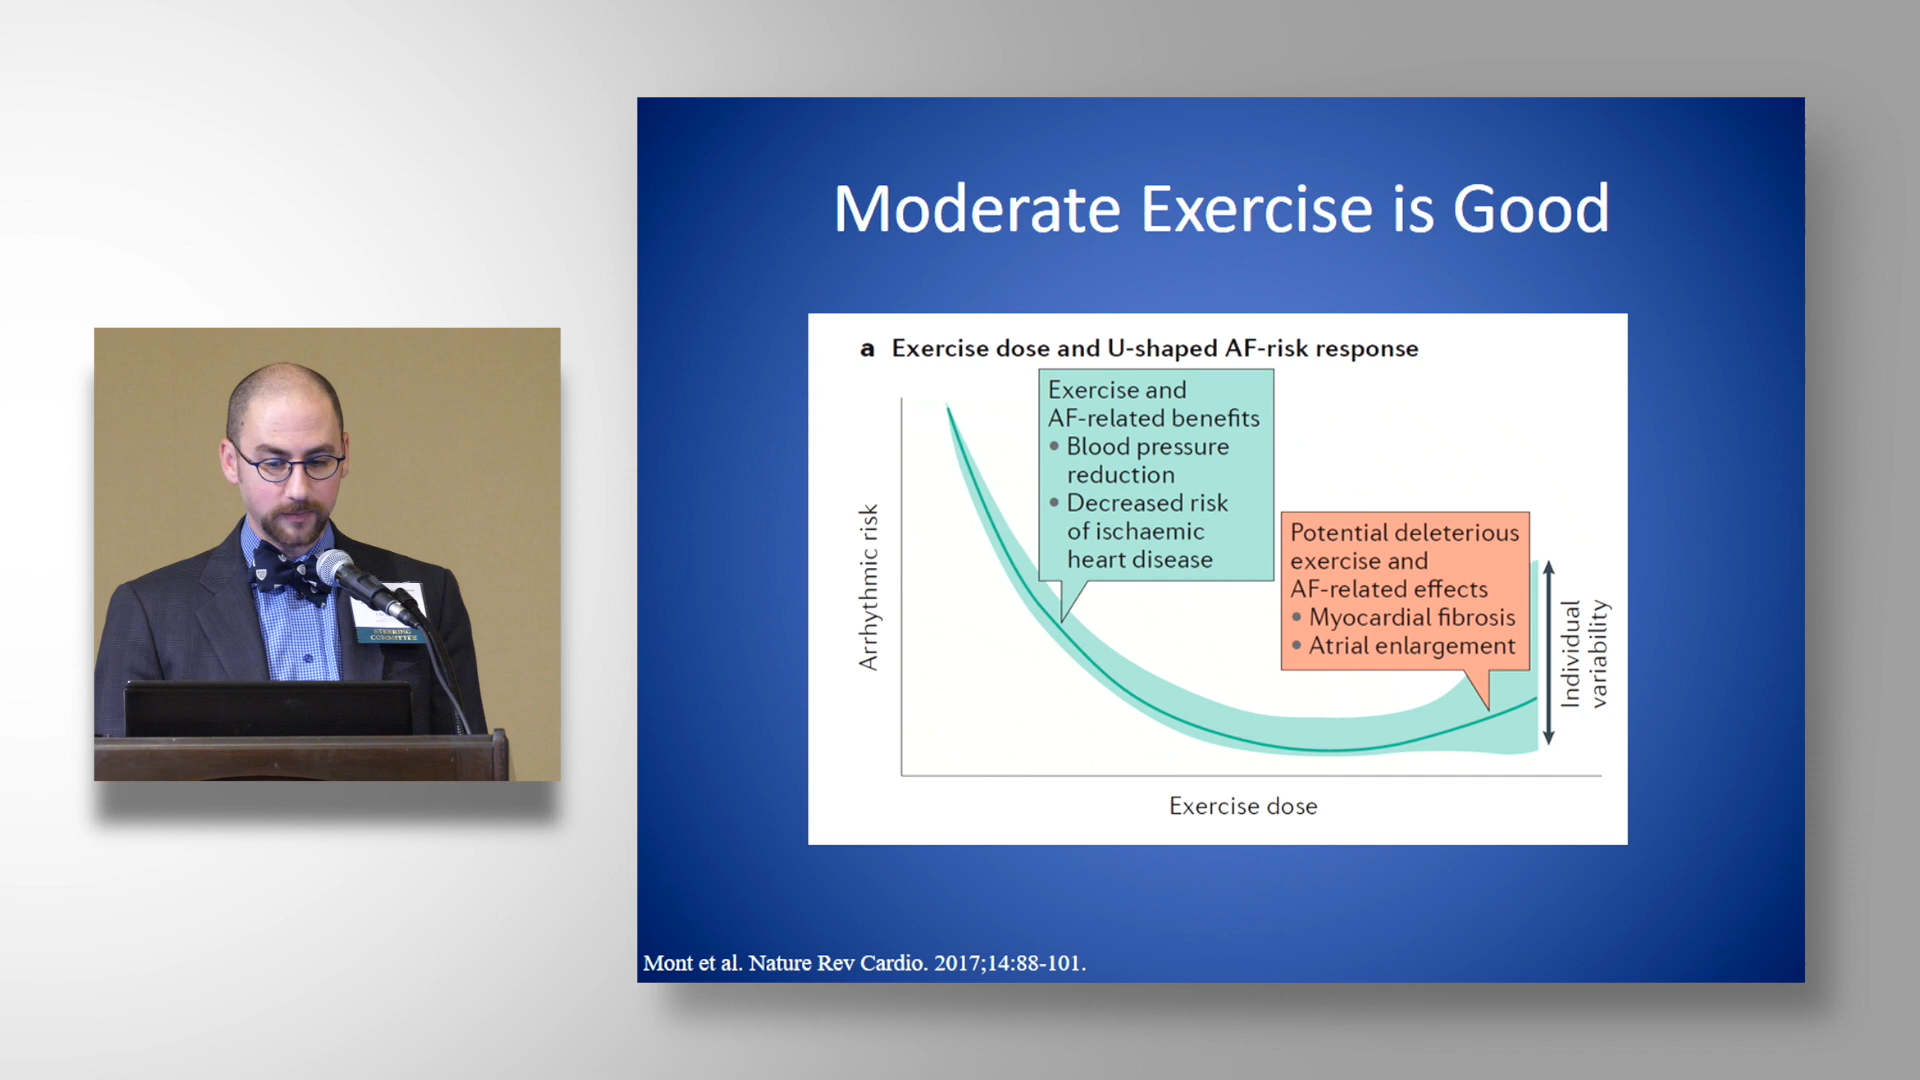 Moderate Exercise is Good
a Exercise dose and U-shaped AF-risk response
Exercise and
AF-related benefits
• Blood pressure
reduction
• Decreased risk
of ischaemic
heart disease
Potential deleterious
exercise and
AF-related effects
• Myocardial fibrosis
• Atrial enlargement
Individual
variability
Arrhythmic risk
Exercise dose
Mont et al. Nature Rev Cardio. 2017;14:88-101.
STEERING
COMMITTEE